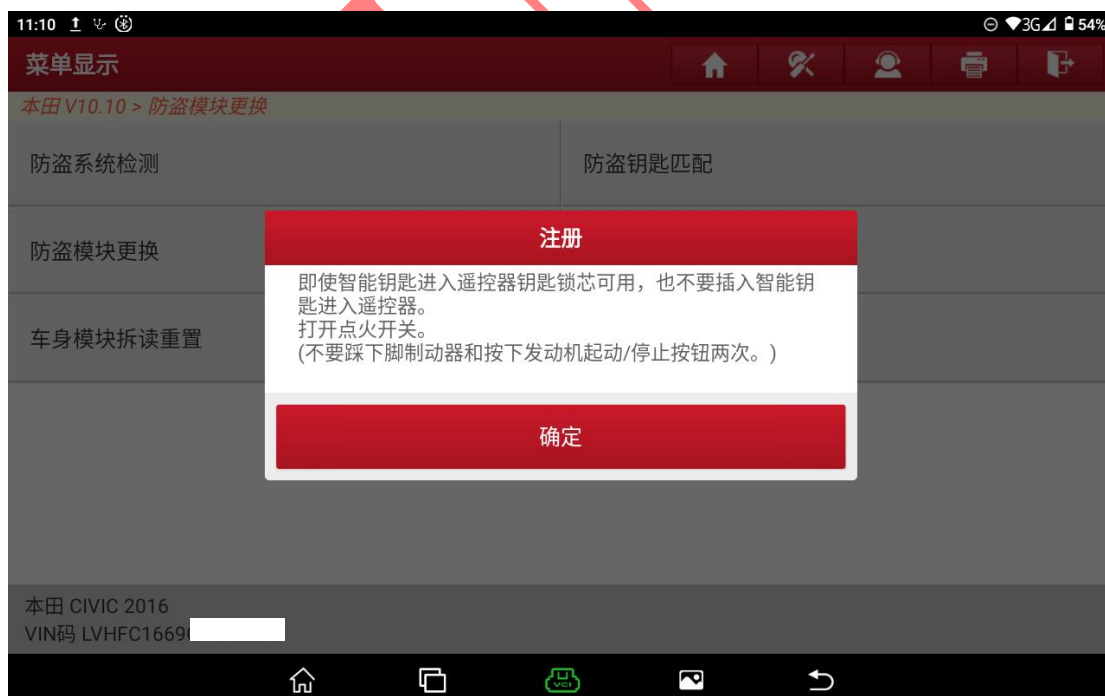 11:10
3G
54%
菜单显示
本田 V10.10 > 防盗模块更换
防盗系统检测
防盗钥匙匹配
防盗模块更换
注册
即使智能钥匙进入遥控器钥匙锁芯可用，也不要插入智能钥
匙进入遥控器。
打开点火开关。
(不要踩下脚制动器和按下发动机起动/停止按钮两次。)
车身模块拆读重置
确定
本田 CIVIC 2016
VIN码 LVHFC1669
VCI